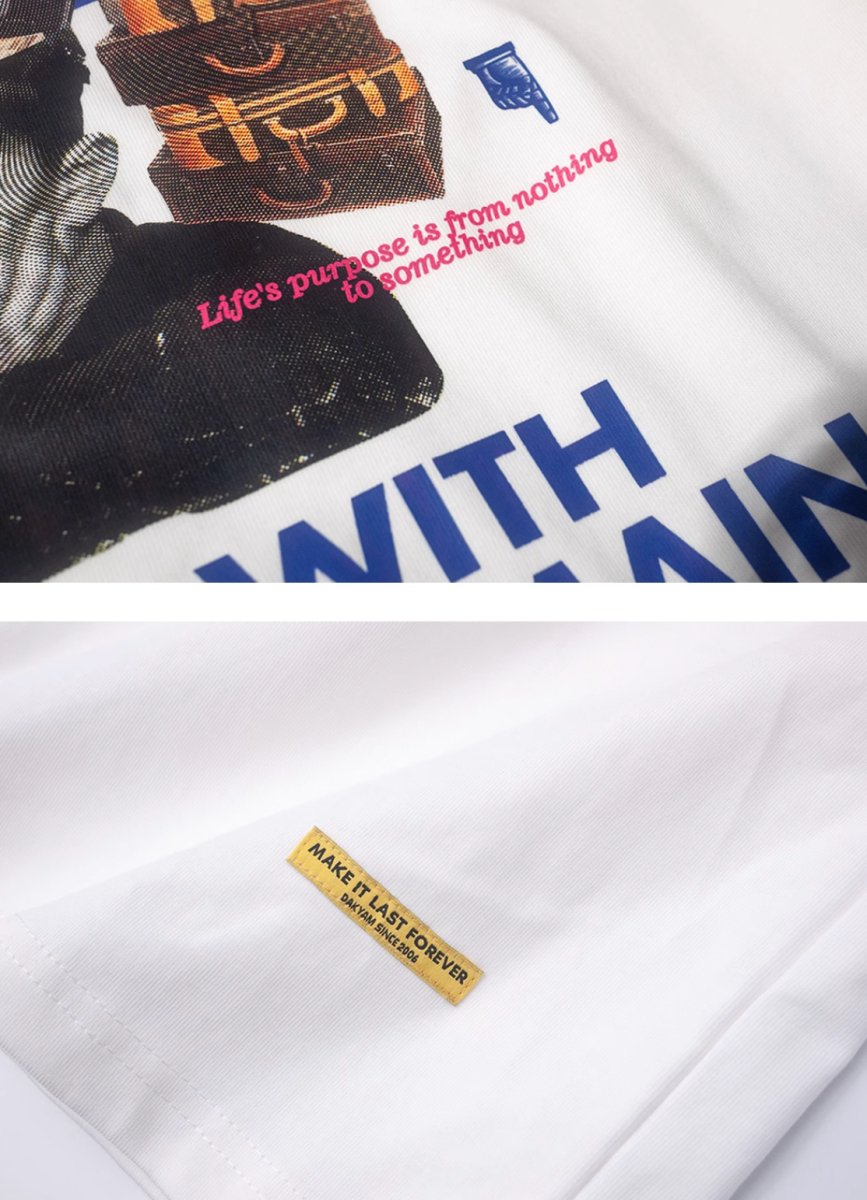 Life's purpose is from nothing
to something
WITH
MAKE IT LAST FOREVER
DAKYAM SINCE 2006